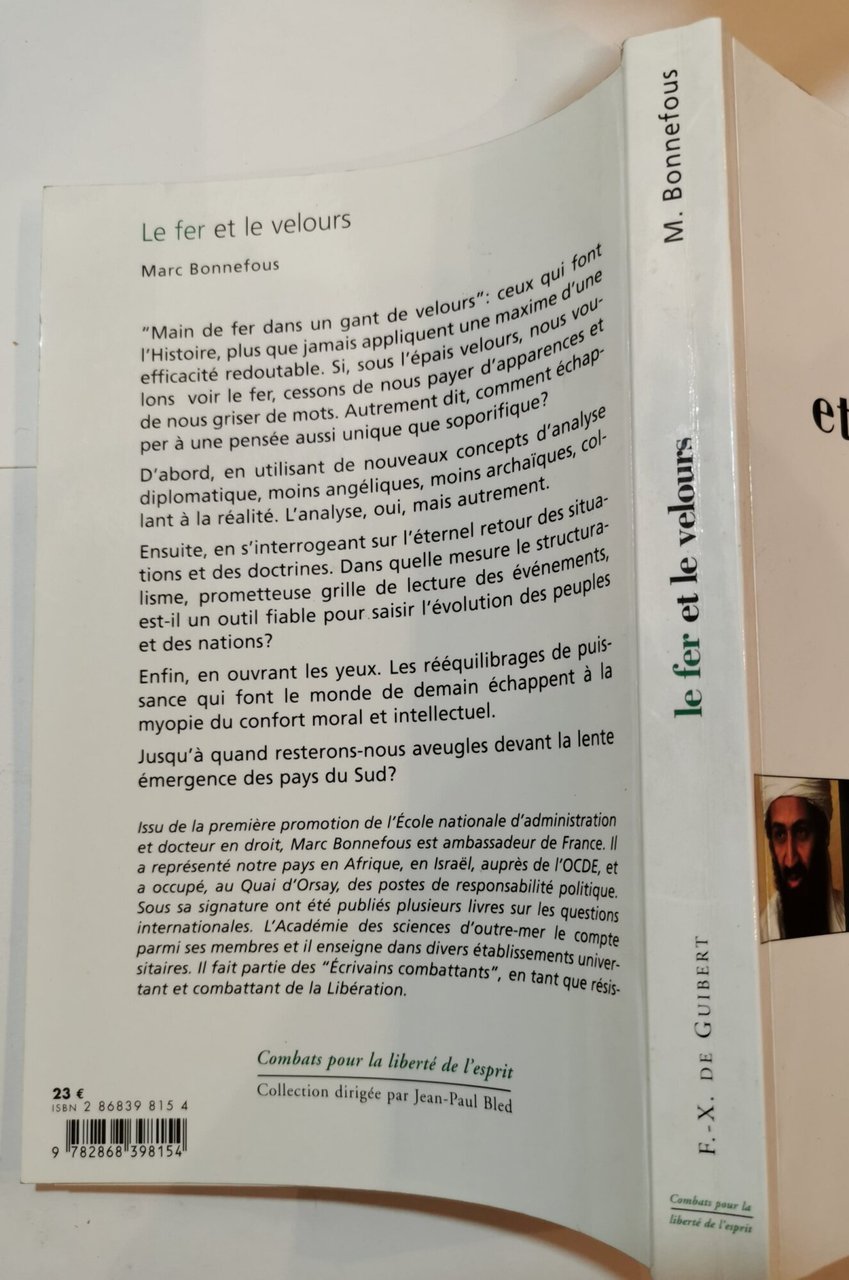 Le fer et le velours
Marc Bonnefous
"Main de fer dans un gant de velours": ceux qui font
l'Histoire, plus que jamais appliquent une maxime d'une
efficacité redoutable. Si, sous l'épais velours, nous vou-
lons voir le fer, cessons de nous payer d'apparences et
de nous griser de mots. Autrement dit, comment échap-
per à une pensée aussi unique que soporifique?
D'abord, en utilisant de nouveaux concepts d'analyse
diplomatique, moins angéliques, moins archaïques, col-
lant à la réalité. L'analyse, oui, mais autrement.
Ensuite, en s'interrogeant sur l'éternel retour des situa-
tions et des doctrines. Dans quelle mesure le structura-
lisme, prometteuse grille de lecture des événements,
est-il un outil fiable pour saisir l'évolution des peuples
et des nations?
Enfin, en ouvrant les yeux. Les rééquilibrages de puis-
sance qui font le monde de demain échappent à la
myopie du confort moral et intellectuel.
Jusqu'à quand resterons-nous aveugles devant la lente
émergence des pays du Sud?
Issu de la première promotion de l'École nationale d'administration
et docteur en droit, Marc Bonnefous est ambassadeur de France. Il
a représenté notre pays en Afrique, en Israël, auprès de l'OCDE, et
a occupé, au Quai d'Orsay, des postes de responsabilité politique.
Sous sa signature ont été publiés plusieurs livres sur les questions
internationales. L'Académie des sciences d'outre-mer le compte
parmi ses membres et il enseigne dans divers établissements univer-
sitaires. Il fait partie des "Écrivains combattants", en tant que résis-
tant et combattant de la Libération.
Combats pour la liberté de l'esprit
Collection dirigée par Jean-Paul Bled
23 €
ISBN 2 86839 815 4
9 782868 398154
M. Bonnefous
le fer et le velours
F.-X. DE GUIBERT
Combats pour la
liberté de l'esprit
et